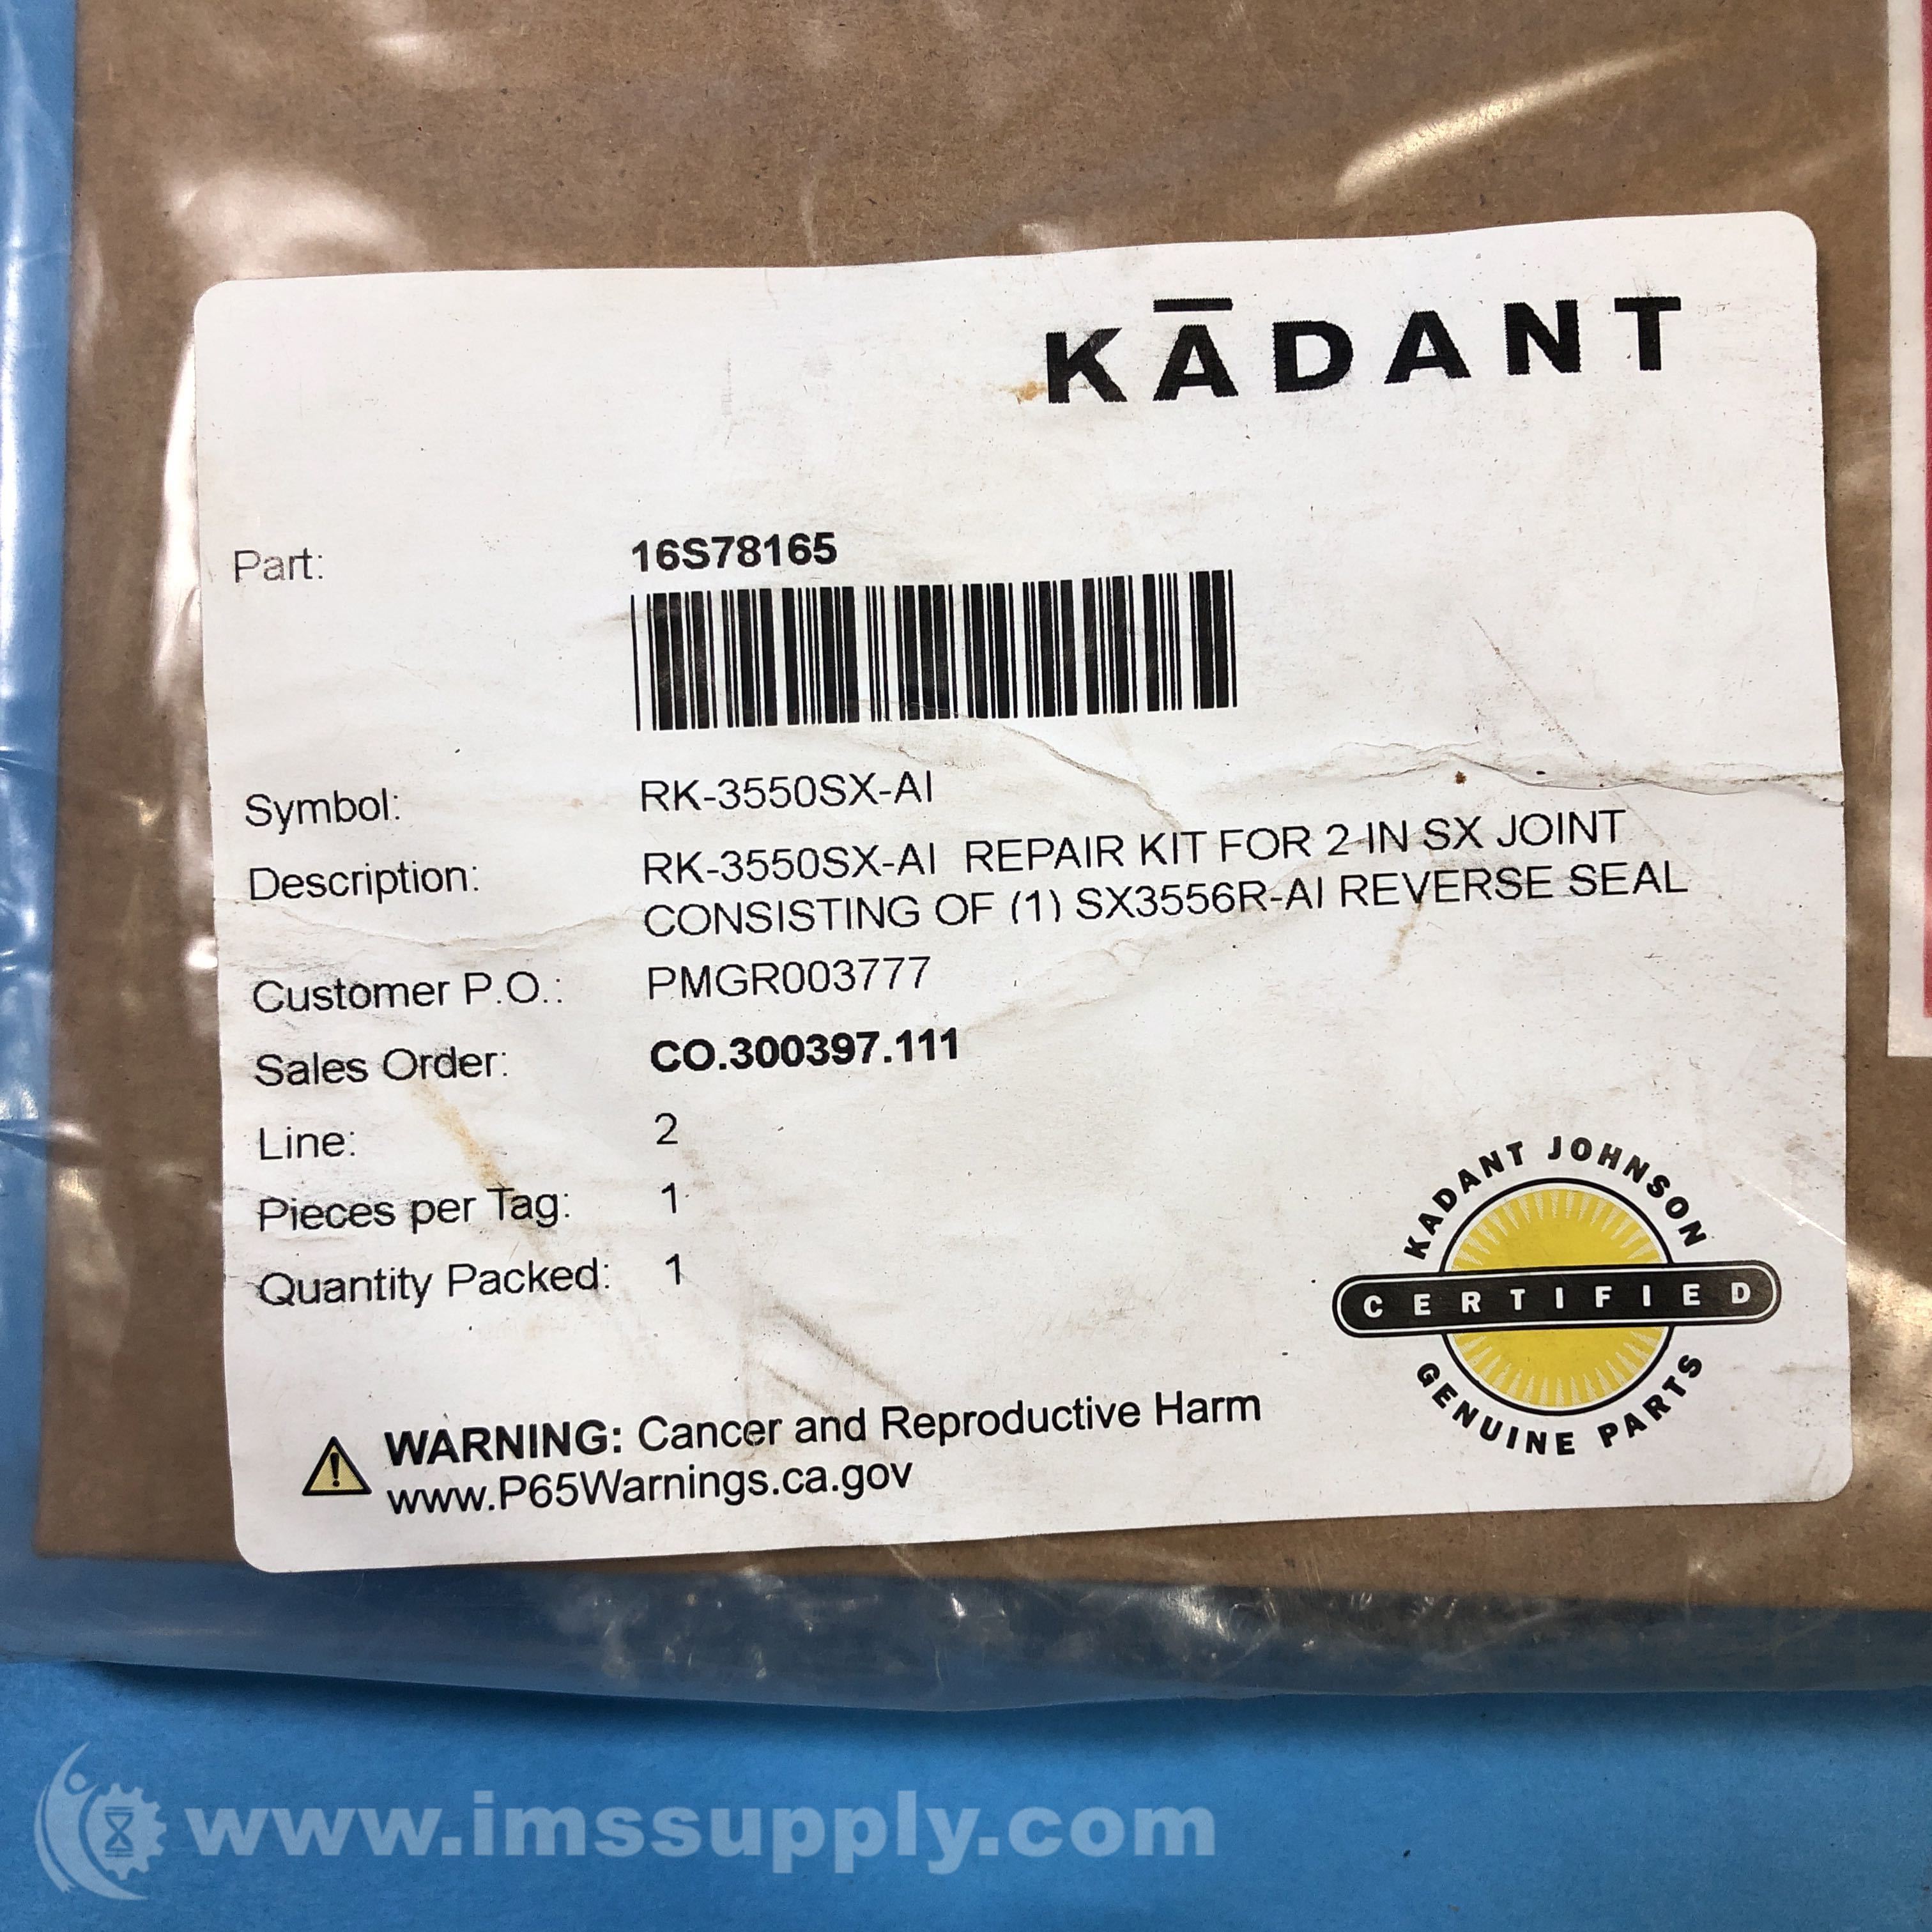 KĀDANT
Part: 16S78165
Symbol: RK-3550SX-AI
Description: RK-3550SX-AI REPAIR KIT FOR 2-IN SX JOINT
CONSISTING OF (1) SX3556R-AI REVERSE SEAL
Customer P.O.: PMGR003777
Sales Order: CO.300397.111
Line: 2
Pieces per Tag: 1
Quantity Packed: 1
KADANT JOHNSON
CERTIFIED
GENUINE PARTS
WARNING: Cancer and Reproductive Harm
www.P65Warnings.ca.gov
www.imssupply.com